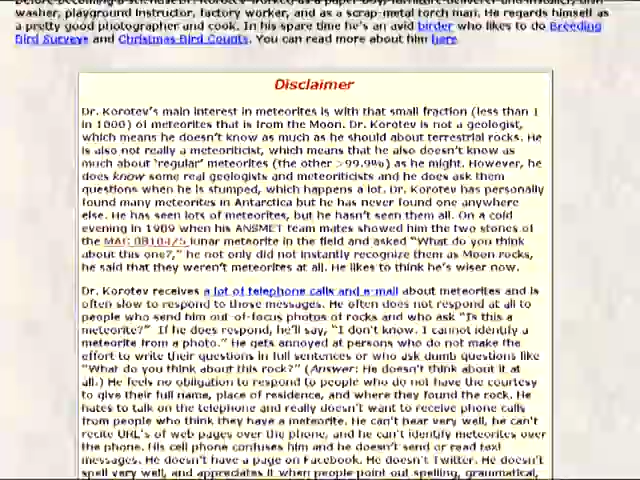 washer, playground instructor, factory worker, and as a scrap-metal torch man. He regards himself as
a pretty good photographer and cook. In his spare time he's an avid birder who likes to do Breeding
Bird Surveys and Christmas Bird Counts. You can read more about him here.
Disclaimer
Dr. Korotev's main interest in meteorites is with that small fraction (less than 1
in 1000) of meteorites that is from the Moon. Dr. Korotev is not a geologist,
which means he doesn't know as much as he should about terrestrial rocks. He
is also not really a meteoriticist, which means that he also doesn't know as
much about 'regular' meteorites (the other >99.9%) as he might. However, he
does know some real geologists and meteoriticists and he does ask them
questions when he is stumped, which happens a lot. Dr. Korotev has personally
found many meteorites in Antarctica but he has never found one anywhere
else. He has seen lots of meteorites, but he hasn't seen them all. On a cold
evening in 1989 when his ANSMET team mates showed him the two stones of
the MAC 88104/5 lunar meteorite in the field and asked "What do you think
about this one?," he not only did not instantly recognize them as Moon rocks,
he said that they weren't meteorites at all. He likes to think he's wiser now.
Dr. Korotev receives a lot of telephone calls and e-mail about meteorites and is
often slow to respond to those messages. He often does not respond at all to
people who send him out-of-focus photos of rocks and who ask "Is this a
meteorite?" If he does respond, he'll say, "I don't know. I cannot identify a
meteorite from a photo." He gets annoyed at persons who do not make the
effort to write their questions in full sentences or who ask dumb questions like
"What do you think about this rock?" (Answer: He doesn't think about it at
all.) He feels no obligation to respond to people who do not have the courtesy
to give their full name, place of residence, and where they found the rock. He
hates to talk on the telephone and really doesn't want to receive phone calls
from people who think they have a meteorite. He can't hear very well, he can't
recite URL's of web pages over the phone, and he can't identify meteorites over
the phone. His cell phone confuses him and he doesn't send or read text
messages. He doesn't have a page on Facebook. He doesn't Twitter. He doesn't
spell very well, and appreciates it when people point out spelling, grammatical,